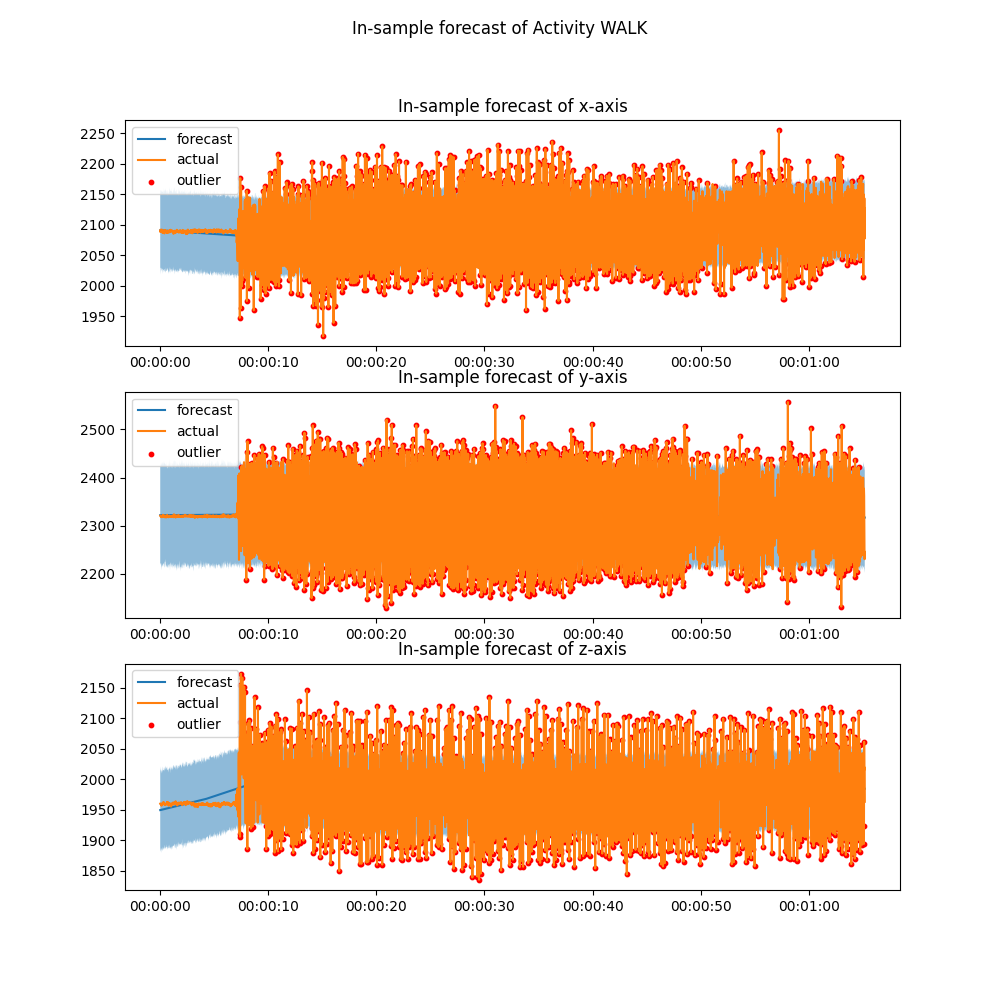 In-sample forecast of Activity WALK
In-sample forecast of x-axis
2250
2200
2150
2100
2050
2000
1950
forecast
actual
outlier
00:00:00 00:00:10 00:00:20 00:00:30 00:00:40 00:00:50 00:01:00
In-sample forecast of y-axis
2500
2400
2300
2200
forecast
actual
outlier
00:00:00 00:00:10 00:00:20 00:00:30 00:00:40 00:00:50 00:01:00
In-sample forecast of z-axis
2150
2100
2050
2000
1950
1900
1850
forecast
actual
outlier
00:00:00 00:00:10 00:00:20 00:00:30 00:00:40 00:00:50 00:01:00